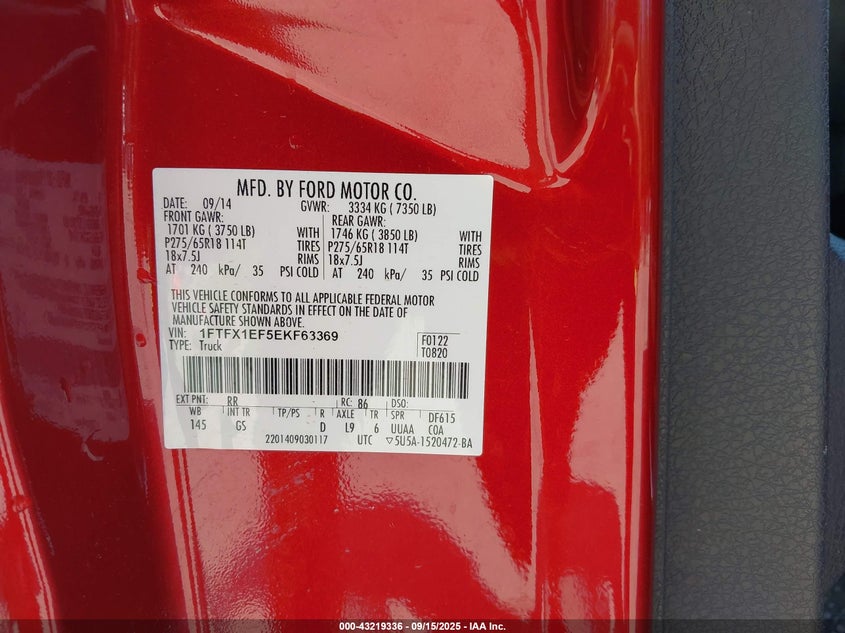 MFD. BY FORD MOTOR CO.
DATE: 09/14 GVWR: 3334 KG ( 7350 LB)
FRONT GAWR: REAR GAWR:
1701 KG ( 3750 LB) WITH 1746 KG ( 3850 LB) WITH
P275/65R18 114T TIRES P275/65R18 114T TIRES
18x7.5J RIMS 18x7.5J RIMS
AT 240 kPa/ 35 PSI COLD AT 240 kPa/ 35 PSI COLD
THIS VEHICLE CONFORMS TO ALL APPLICABLE FEDERAL MOTOR
VEHICLE SAFETY STANDARDS IN EFFECT ON THE DATE OF
MANUFACTURE SHOWN ABOVE.
VIN: 1FTFX1EF5EKF63369 F0122
TYPE: Truck T0820
EXT PNT: RR RC: 86 DSO:
WB INT TR TP/PS R AXLE TR SPR DF615
145 GS D L9 6 UUAA COA
2201409030117 UTC ▽5U5A-1520472-BA
000-43219336 - 09/15/2025 - IAA Inc.